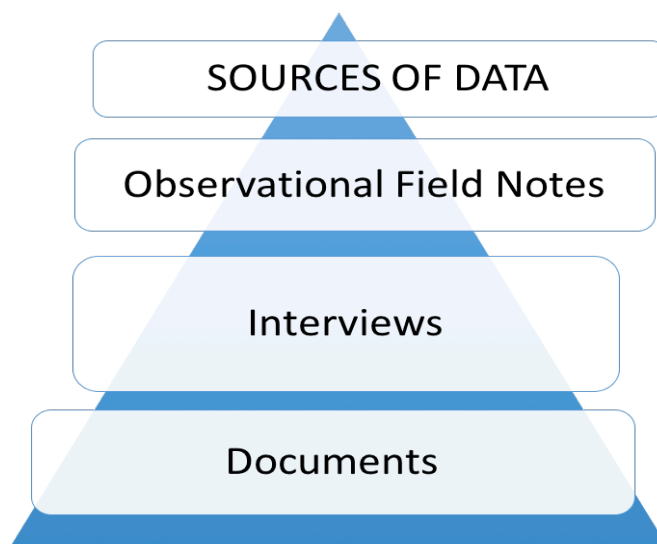 SOURCES OF DATA
Observational Field Notes
Interviews
Documents